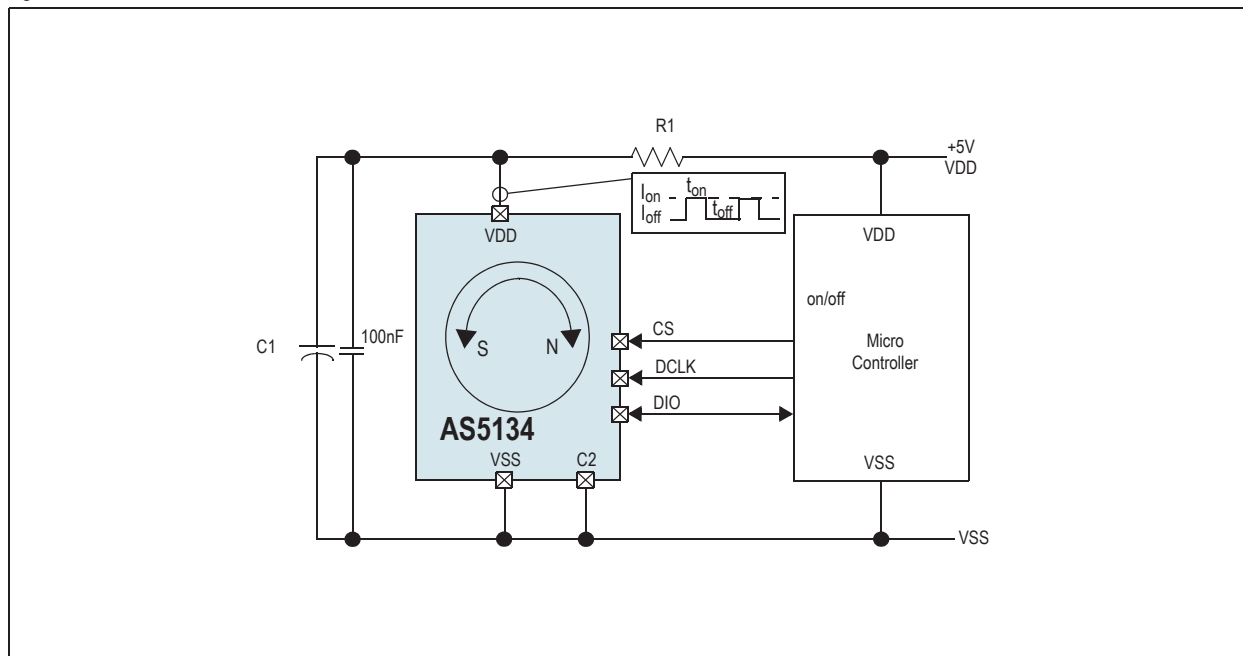 R1
+5V
VDD
Ion ton
Ioff toff
VDD
VDD
on/off
C1
100nF
S N
CS
Micro
Controller
DCLK
DIO
AS5134
VSS C2
VSS
VSS